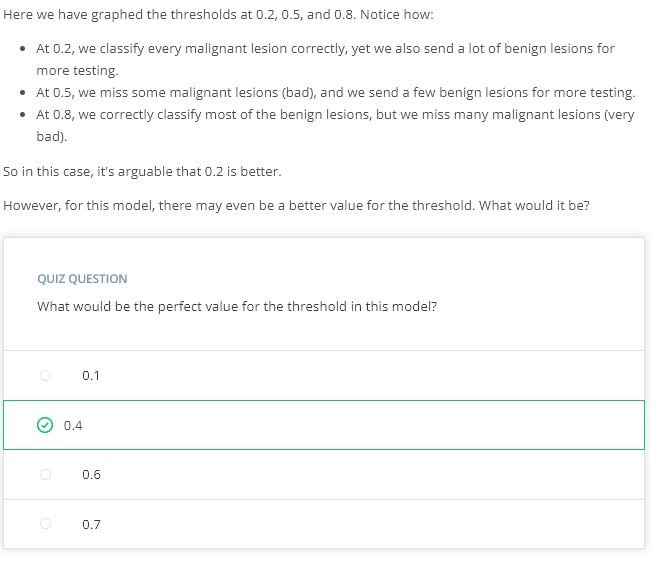 Here we have graphed the thresholds at 0.2, 0.5, and 0.8. Notice how:
• At 0.2, we classify every malignant lesion correctly, yet we also send a lot of benign lesions for
more testing.
• At 0.5, we miss some malignant lesions (bad), and we send a few benign lesions for more testing.
• At 0.8, we correctly classify most of the benign lesions, but we miss many malignant lesions (very
bad).
So in this case, it's arguable that 0.2 is better.
However, for this model, there may even be a better value for the threshold. What would it be?
QUIZ QUESTION
What would be the perfect value for the threshold in this model?
0.1
0.4
0.6
0.7